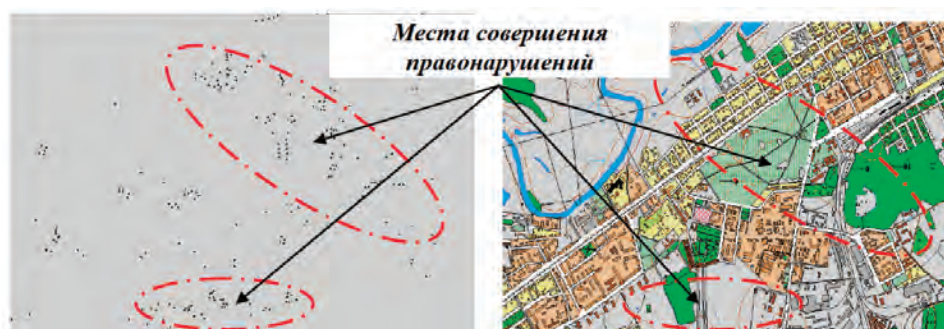 Места совершения
правонарушений